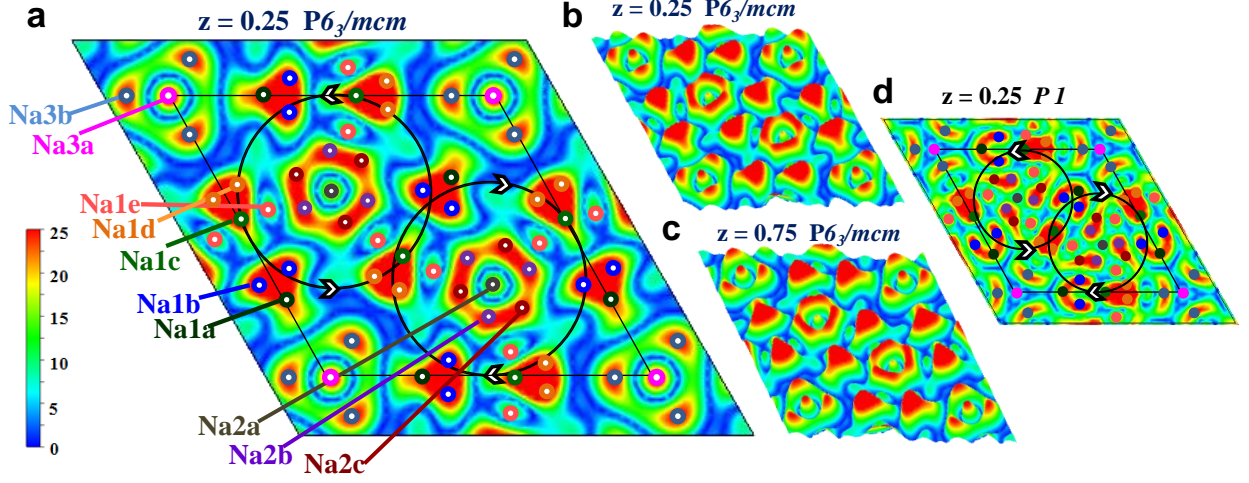 a
z = 0.25 P6₃/mcm
b
z = 0.25 P6₃/mcm
d
z = 0.25 P1
Na3b
Na3a
Na1e
Na1d
Na1c
Na1b
Na1a
Na2a
Na2b
Na2c
25
20
15
10
5
0
c
z = 0.75 P6₃/mcm